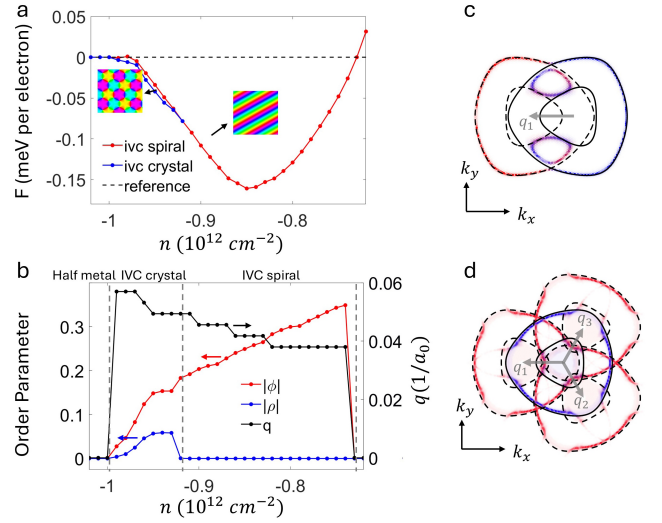 a
F (meV per electron)
0.05
0
-0.05
-0.1
-0.15
ivc spiral
ivc crystal
reference
-1
-0.9
-0.8
n (10¹² cm⁻²)
b
Half metal
IVC crystal
IVC spiral
Order Parameter
0.3
0.2
0.1
0
|ϕ|
|ρ|
q
0.06
0.04
0.02
0
q (1/a₀)
-1
-0.9
-0.8
n (10¹² cm⁻²)
c
q₁
k_y
k_x
d
q₃
q₁
q₂
k_y
k_x